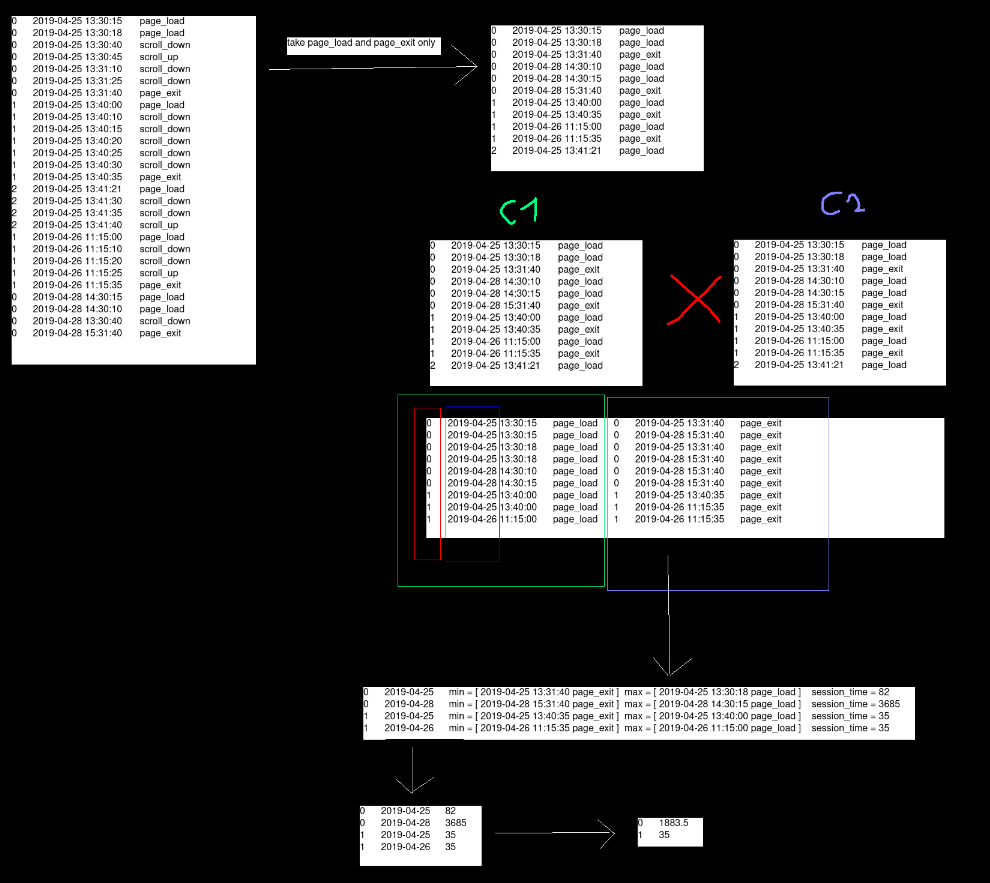 0 2019-04-25 13:30:15 page_load
0 2019-04-25 13:30:18 page_load
0 2019-04-25 13:30:40 scroll_down
0 2019-04-25 13:30:45 scroll_up
0 2019-04-25 13:31:10 scroll_down
0 2019-04-25 13:31:25 scroll_down
0 2019-04-25 13:31:40 page_exit
1 2019-04-25 13:40:00 page_load
1 2019-04-25 13:40:10 scroll_down
1 2019-04-25 13:40:15 scroll_down
1 2019-04-25 13:40:20 scroll_down
1 2019-04-25 13:40:25 scroll_down
1 2019-04-25 13:40:30 scroll_down
1 2019-04-25 13:40:35 page_exit
2 2019-04-25 13:41:21 page_load
2 2019-04-25 13:41:30 scroll_down
2 2019-04-25 13:41:35 scroll_down
2 2019-04-25 13:41:40 scroll_up
1 2019-04-26 11:15:00 page_load
1 2019-04-26 11:15:10 scroll_down
1 2019-04-26 11:15:20 scroll_down
1 2019-04-26 11:15:25 scroll_up
1 2019-04-26 11:15:35 page_exit
0 2019-04-28 14:30:15 page_load
0 2019-04-28 14:30:10 page_load
0 2019-04-28 13:30:40 scroll_down
0 2019-04-28 15:31:40 page_exit
take page_load and page_exit only
0 2019-04-25 13:30:15 page_load
0 2019-04-25 13:30:18 page_load
0 2019-04-25 13:31:40 page_exit
0 2019-04-28 14:30:10 page_load
0 2019-04-28 14:30:15 page_load
0 2019-04-28 15:31:40 page_exit
1 2019-04-25 13:40:00 page_load
1 2019-04-25 13:40:35 page_exit
1 2019-04-26 11:15:00 page_load
1 2019-04-26 11:15:35 page_exit
2 2019-04-25 13:41:21 page_load
C1
0 2019-04-25 13:30:15 page_load
0 2019-04-25 13:30:18 page_load
0 2019-04-25 13:31:40 page_exit
0 2019-04-28 14:30:10 page_load
0 2019-04-28 14:30:15 page_load
0 2019-04-28 15:31:40 page_exit
1 2019-04-25 13:40:00 page_load
1 2019-04-25 13:40:35 page_exit
1 2019-04-26 11:15:00 page_load
1 2019-04-26 11:15:35 page_exit
2 2019-04-25 13:41:21 page_load
C2
0 2019-04-25 13:30:15 page_load
0 2019-04-25 13:30:18 page_load
0 2019-04-25 13:31:40 page_exit
0 2019-04-28 14:30:10 page_load
0 2019-04-28 14:30:15 page_load
0 2019-04-28 15:31:40 page_exit
1 2019-04-25 13:40:00 page_load
1 2019-04-25 13:40:35 page_exit
1 2019-04-26 11:15:00 page_load
1 2019-04-26 11:15:35 page_exit
2 2019-04-25 13:41:21 page_load
0 2019-04-25 13:30:15 page_load 0 2019-04-25 13:31:40 page_exit
0 2019-04-25 13:30:15 page_load 0 2019-04-28 15:31:40 page_exit
0 2019-04-25 13:30:18 page_load 0 2019-04-25 13:31:40 page_exit
0 2019-04-25 13:30:18 page_load 0 2019-04-28 15:31:40 page_exit
0 2019-04-28 14:30:10 page_load 0 2019-04-28 15:31:40 page_exit
0 2019-04-28 14:30:15 page_load 0 2019-04-28 15:31:40 page_exit
1 2019-04-25 13:40:00 page_load 1 2019-04-25 13:40:35 page_exit
1 2019-04-25 13:40:00 page_load 1 2019-04-26 11:15:35 page_exit
1 2019-04-26 11:15:00 page_load 1 2019-04-26 11:15:35 page_exit
0 2019-04-25 min = [ 2019-04-25 13:31:40 page_exit ] max = [ 2019-04-25 13:30:18 page_load ] session_time = 82
0 2019-04-28 min = [ 2019-04-28 15:31:40 page_exit ] max = [ 2019-04-28 14:30:15 page_load ] session_time = 3685
1 2019-04-25 min = [ 2019-04-25 13:40:35 page_exit ] max = [ 2019-04-25 13:40:00 page_load ] session_time = 35
1 2019-04-26 min = [ 2019-04-26 11:15:35 page_exit ] max = [ 2019-04-26 11:15:00 page_load ] session_time = 35
0 2019-04-25 82
0 2019-04-28 3685
1 2019-04-25 35
1 2019-04-26 35
0 1883.5
1 35